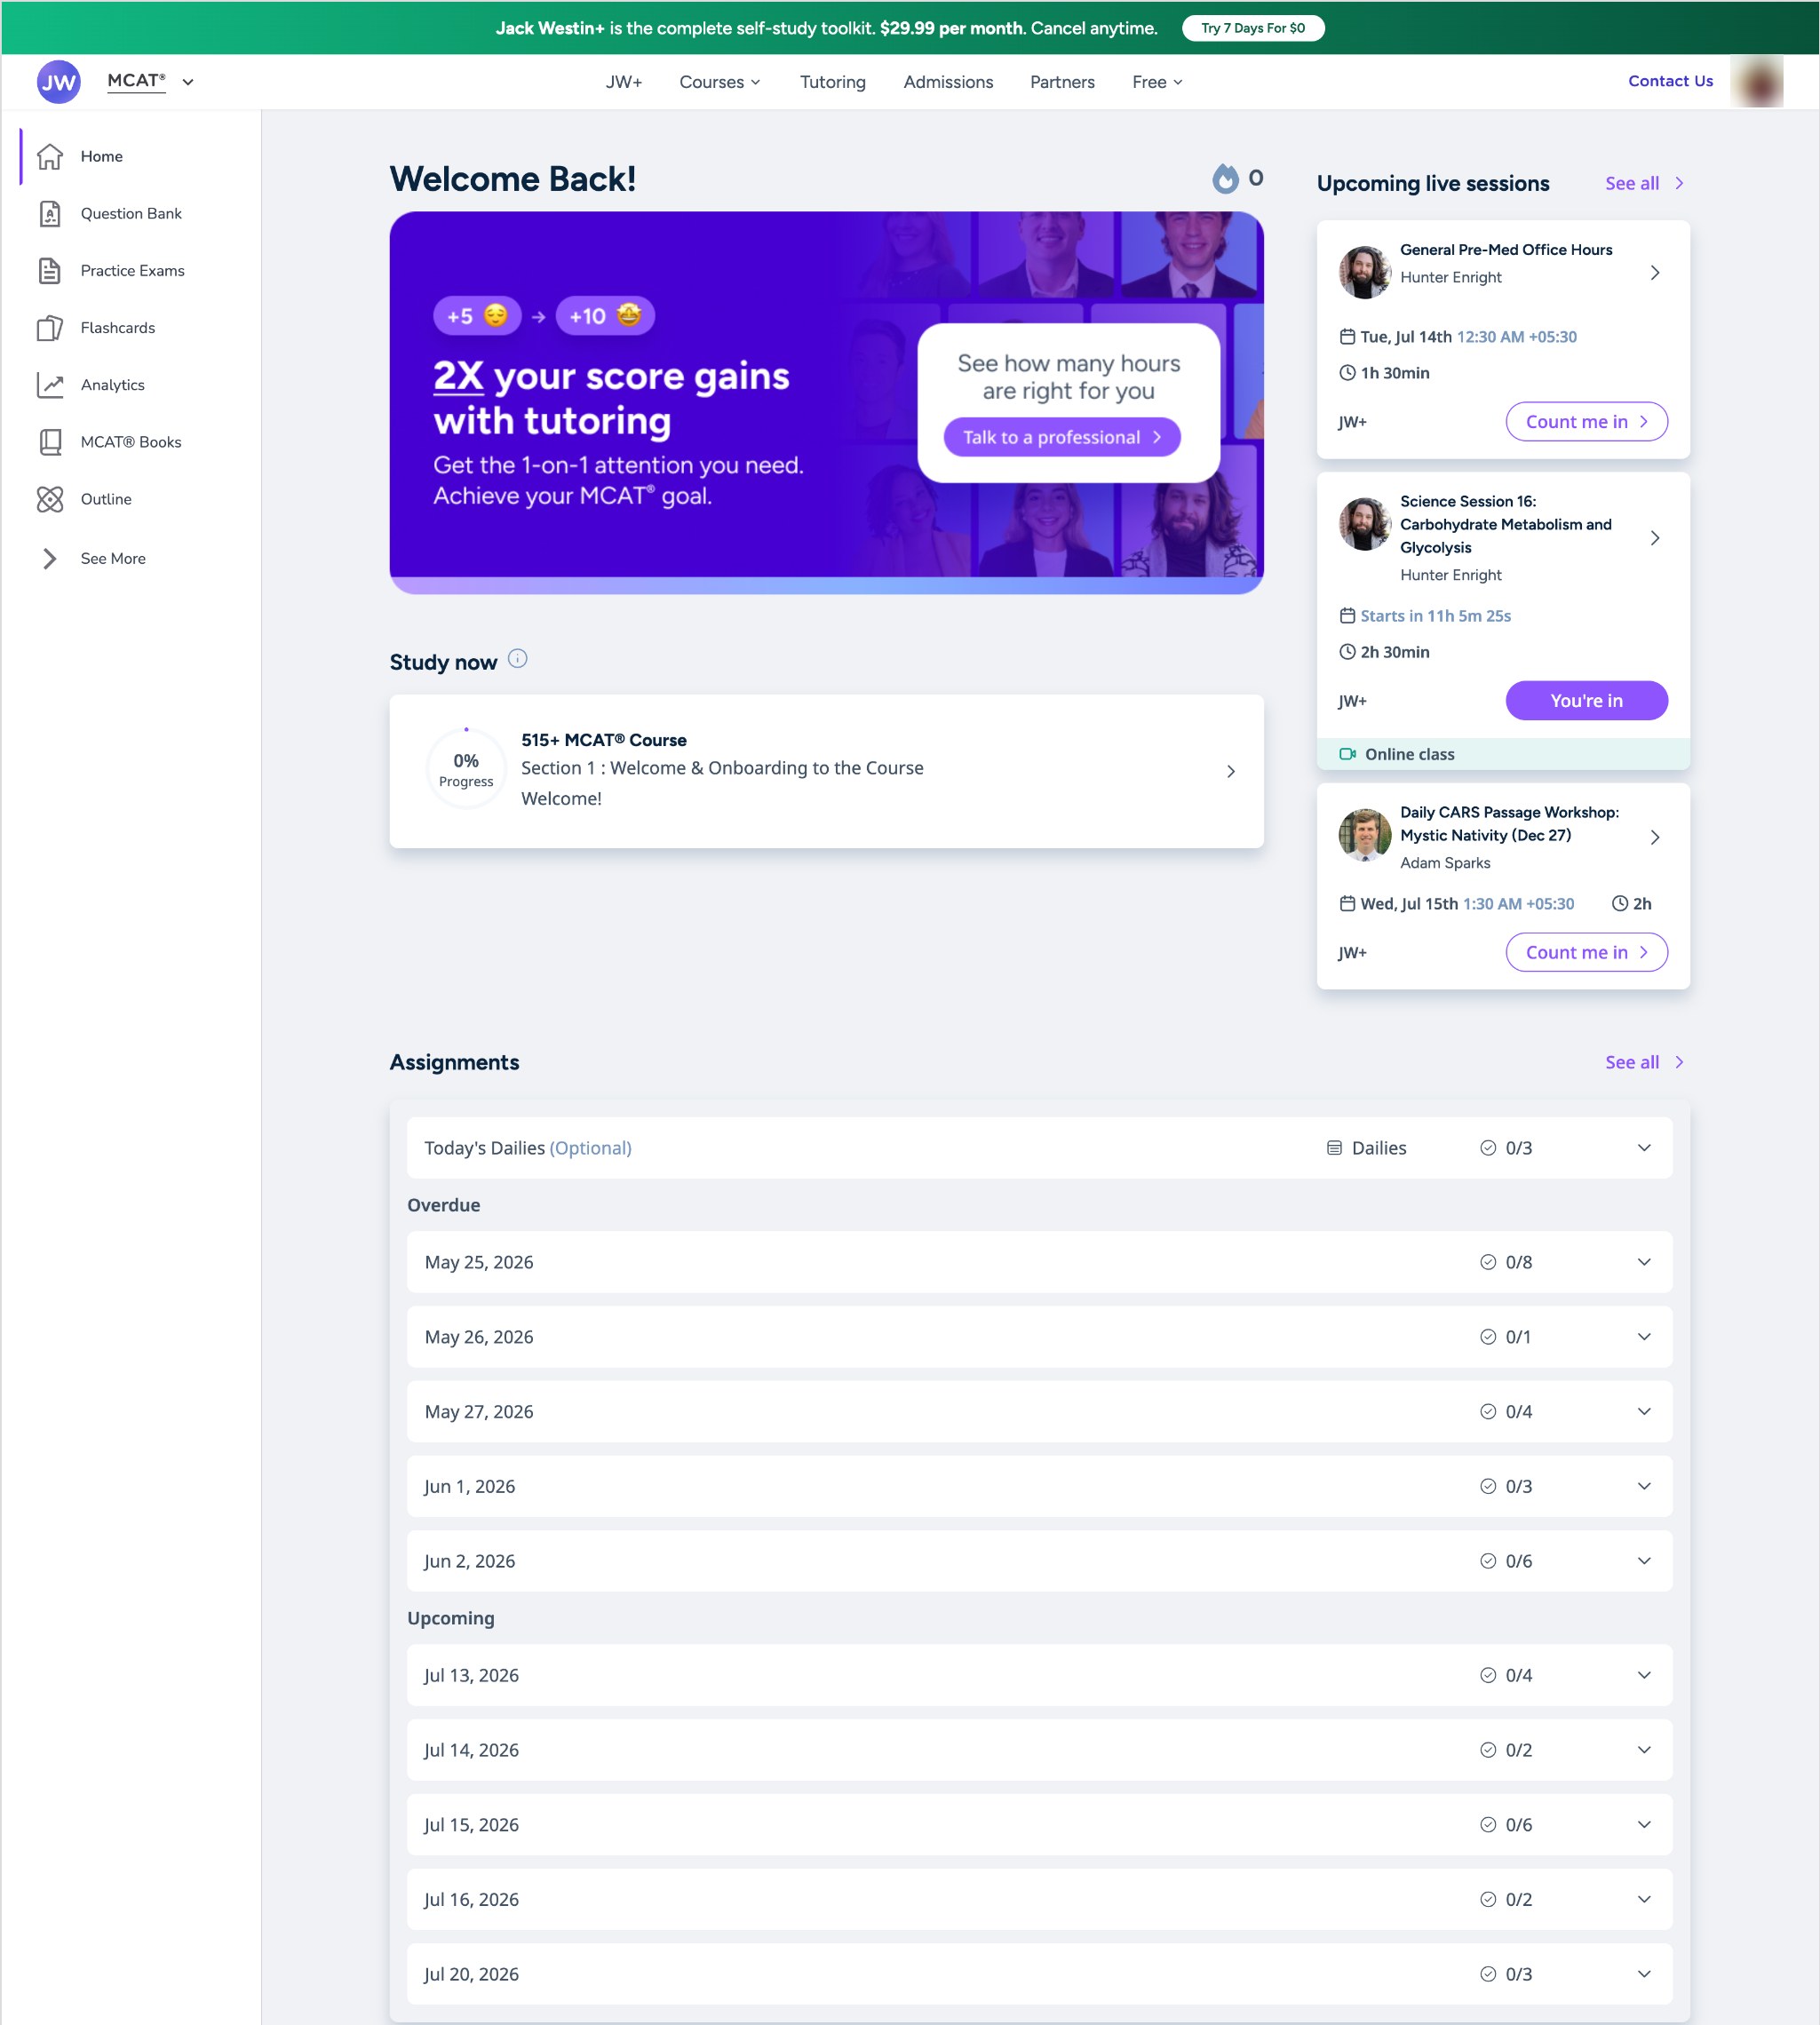 Jack Westin+ is the complete self-study toolkit. $29.99 per month. Cancel anytime. Try 7 Days For $0
JW MCAT® JW+ Courses Tutoring Admissions Partners Free Contact Us
Home
Question Bank
Practice Exams
Flashcards
Analytics
MCAT® Books
Outline
See More
Welcome Back! 0
+5 → +10
2X your score gains
with tutoring
Get the 1-on-1 attention you need.
Achieve your MCAT® goal.
See how many hours
are right for you
Talk to a professional
Study now
0%
Progress
515+ MCAT® Course
Section 1 : Welcome & Onboarding to the Course
Welcome!
Upcoming live sessions See all
General Pre-Med Office Hours
Hunter Enright
Tue, Jul 14th 12:30 AM +05:30
1h 30min
JW+ Count me in
Science Session 16:
Carbohydrate Metabolism and
Glycolysis
Hunter Enright
Starts in 11h 5m 25s
2h 30min
JW+ You're in
Online class
Daily CARS Passage Workshop:
Mystic Nativity (Dec 27)
Adam Sparks
Wed, Jul 15th 1:30 AM +05:30 2h
JW+ Count me in
Assignments See all
Today's Dailies (Optional) Dailies 0/3
Overdue
May 25, 2026 0/8
May 26, 2026 0/1
May 27, 2026 0/4
Jun 1, 2026 0/3
Jun 2, 2026 0/6
Upcoming
Jul 13, 2026 0/4
Jul 14, 2026 0/2
Jul 15, 2026 0/6
Jul 16, 2026 0/2
Jul 20, 2026 0/3